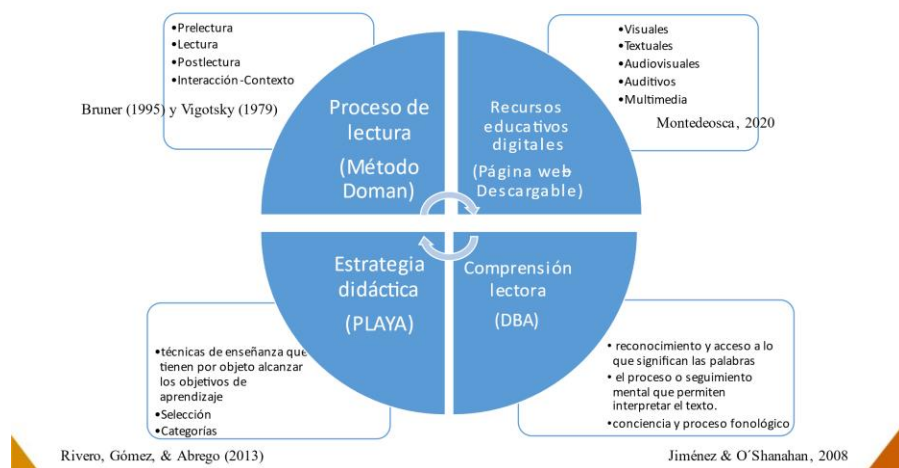 •Prelectura
•Lectura
•Postlectura
•Interacción-Contexto
Bruner (1995) y Vigotsky (1979)
Proceso de
lectura
(Método
Doman)
•Visuales
•Textuales
•Audiovisuales
•Auditivos
•Multimedia
Montedeosca, 2020
Recursos
educativos
digitales
(Página web
Descargable)
Estrategia
didáctica
(PLAYA)
•técnicas de enseñanza que
tienen por objeto alcanzar
los objetivos de
aprendizaje
•Selección
•Categorías
Rivero, Gómez, & Abrego (2013)
Comprensión
lectora
(DBA)
• reconocimiento y acceso a lo
que significan las palabras
• el proceso o seguimiento
mental que permiten
interpretar el texto.
•conciencia y proceso fonológico
Jiménez & O´Shanahan, 2008